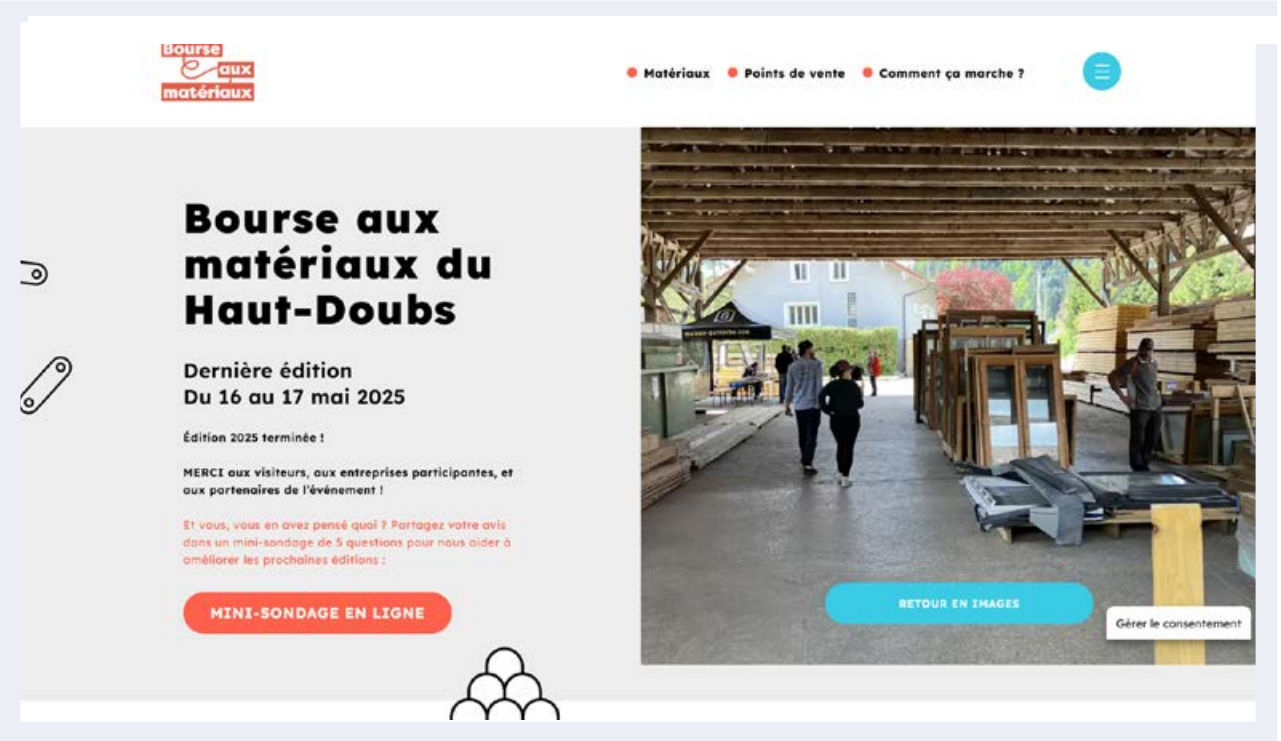 Bourse
aux
matériaux
Matériaux
Points de vente
Comment ça marche ?
Bourse aux
matériaux du
Haut-Doubs
Dernière édition
Du 16 au 17 mai 2025
Édition 2025 terminée !
MERCI aux visiteurs, aux entreprises participantes, et
aux partenaires de l'événement !
Et vous, vous en avez pensé quoi ? Partagez votre avis
dans un mini-sondage de 5 questions pour nous aider à
améliorer les prochaines éditions :
MINI-SONDAGE EN LIGNE
RETOUR EN IMAGES
Gérer le consentement